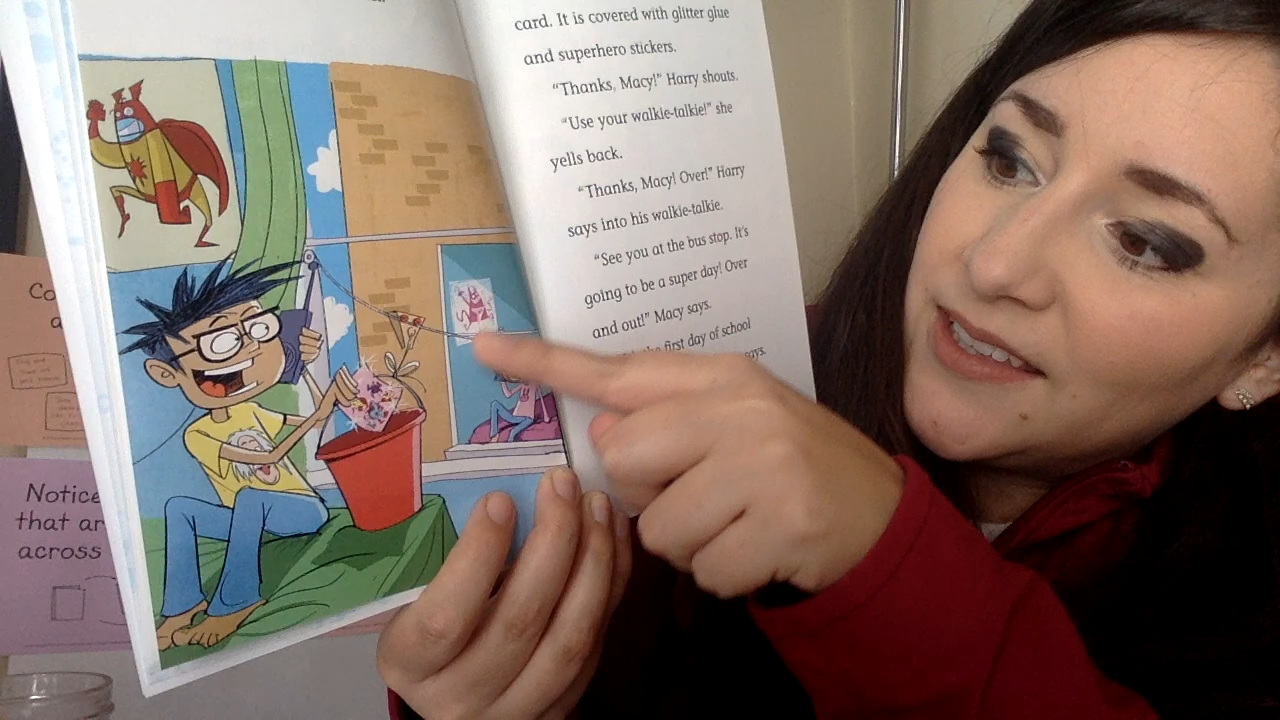 card. It is covered with glitter glue
and superhero stickers.
"Thanks, Macy!" Harry shouts.
"Use your walkie-talkie!" she
yells back.
"Thanks, Macy! Over!" Harry
says into his walkie-talkie.
"See you at the bus stop. It's
going to be a super day! Over
and out!" Macy says.
first day of school
says.
Co
a
Notice
that ar
across